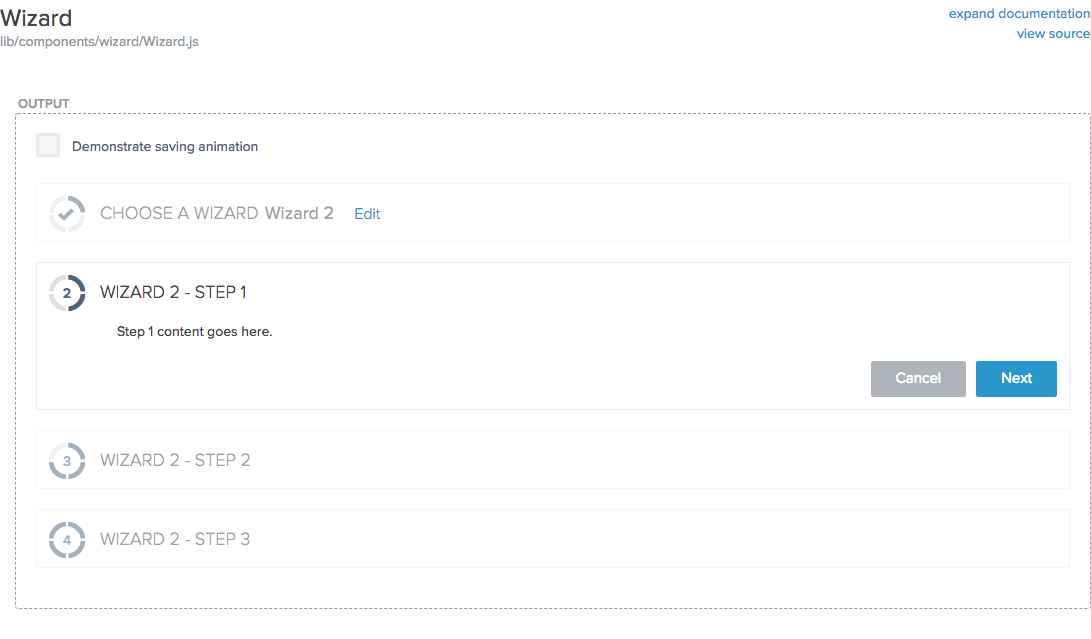 Wizard
expand documentation
lib/components/wizard/Wizard.js
view source
OUTPUT
Demonstrate saving animation
CHOOSE A WIZARD Wizard 2 Edit
2 WIZARD 2 - STEP 1
Step 1 content goes here.
Cancel Next
3 WIZARD 2 - STEP 2
4 WIZARD 2 - STEP 3